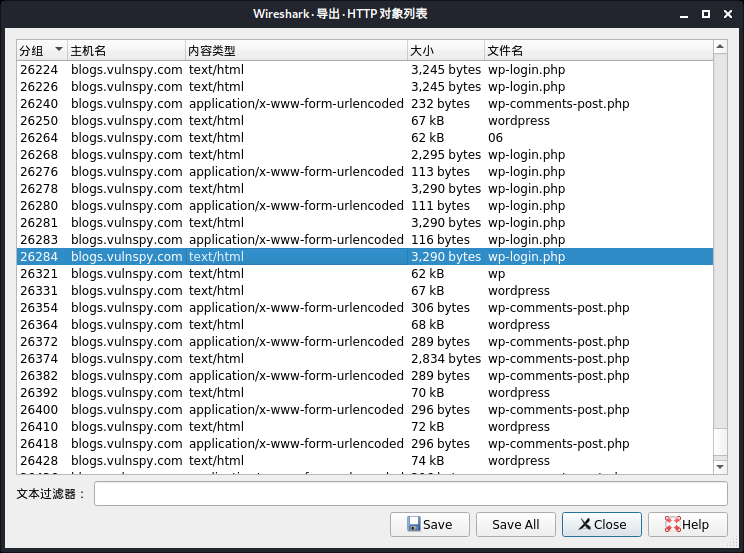 Wireshark · 导出 · HTTP 对象列表
分组 主机名 内容类型 大小 文件名
26224 blogs.vulnspy.com text/html 3,245 bytes wp-login.php
26226 blogs.vulnspy.com text/html 3,245 bytes wp-login.php
26240 blogs.vulnspy.com application/x-www-form-urlencoded 232 bytes wp-comments-post.php
26250 blogs.vulnspy.com text/html 67 kB wordpress
26264 blogs.vulnspy.com text/html 62 kB 06
26268 blogs.vulnspy.com text/html 2,295 bytes wp-login.php
26276 blogs.vulnspy.com application/x-www-form-urlencoded 113 bytes wp-login.php
26278 blogs.vulnspy.com text/html 3,290 bytes wp-login.php
26280 blogs.vulnspy.com application/x-www-form-urlencoded 111 bytes wp-login.php
26281 blogs.vulnspy.com text/html 3,290 bytes wp-login.php
26283 blogs.vulnspy.com application/x-www-form-urlencoded 116 bytes wp-login.php
26284 blogs.vulnspy.com text/html 3,290 bytes wp-login.php
26321 blogs.vulnspy.com text/html 62 kB wp
26331 blogs.vulnspy.com text/html 67 kB wordpress
26354 blogs.vulnspy.com application/x-www-form-urlencoded 306 bytes wp-comments-post.php
26364 blogs.vulnspy.com text/html 68 kB wordpress
26372 blogs.vulnspy.com application/x-www-form-urlencoded 289 bytes wp-comments-post.php
26374 blogs.vulnspy.com text/html 2,834 bytes wp-comments-post.php
26382 blogs.vulnspy.com application/x-www-form-urlencoded 289 bytes wp-comments-post.php
26392 blogs.vulnspy.com text/html 70 kB wordpress
26400 blogs.vulnspy.com application/x-www-form-urlencoded 296 bytes wp-comments-post.php
26410 blogs.vulnspy.com text/html 72 kB wordpress
26418 blogs.vulnspy.com application/x-www-form-urlencoded 296 bytes wp-comments-post.php
26428 blogs.vulnspy.com text/html 74 kB wordpress
文本过滤器：
Save Save All Close Help